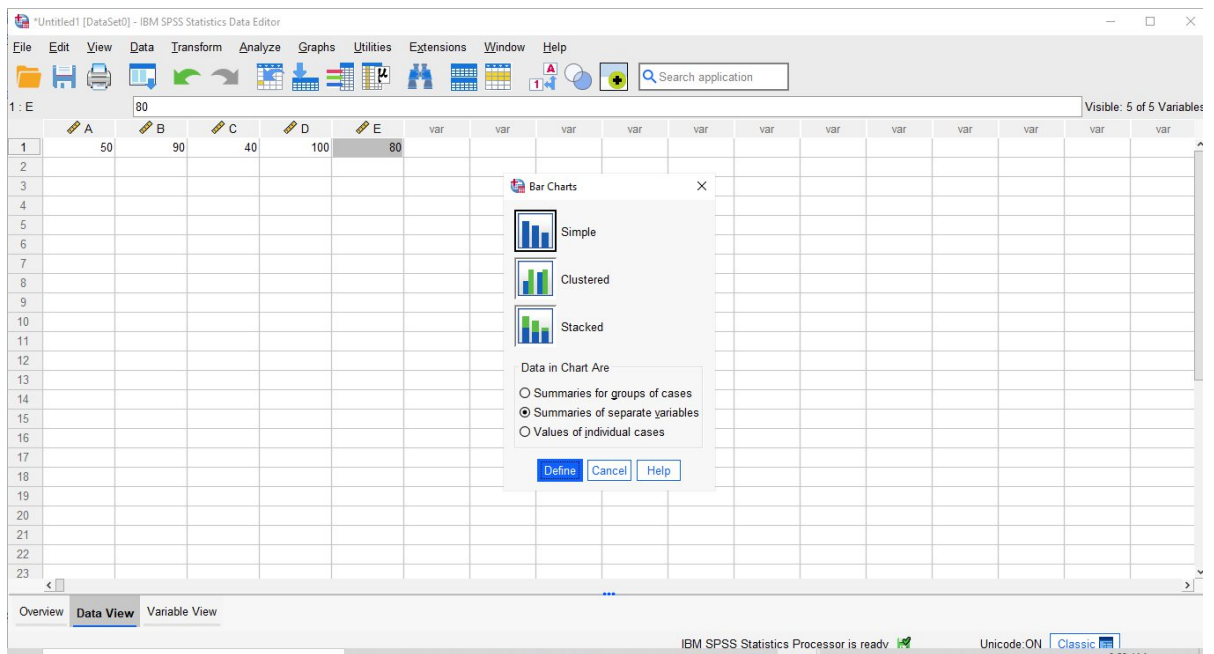 *Untitled1 [DataSet0] - IBM SPSS Statistics Data Editor
File Edit View Data Transform Analyze Graphs Utilities Extensions Window Help
Search application
1 : E 80 Visible: 5 of 5 Variables
A B C D E var var var var var var var var var var var var
1 50 90 40 100 80
2
3
4
5
6
7
8
9
10
11
12
13
14
15
16
17
18
19
20
21
22
23
Bar Charts
Simple
Clustered
Stacked
Data in Chart Are
Summaries for groups of cases
Summaries of separate variables
Values of individual cases
Define Cancel Help
Overview Data View Variable View
IBM SPSS Statistics Processor is ready Unicode:ON Classic